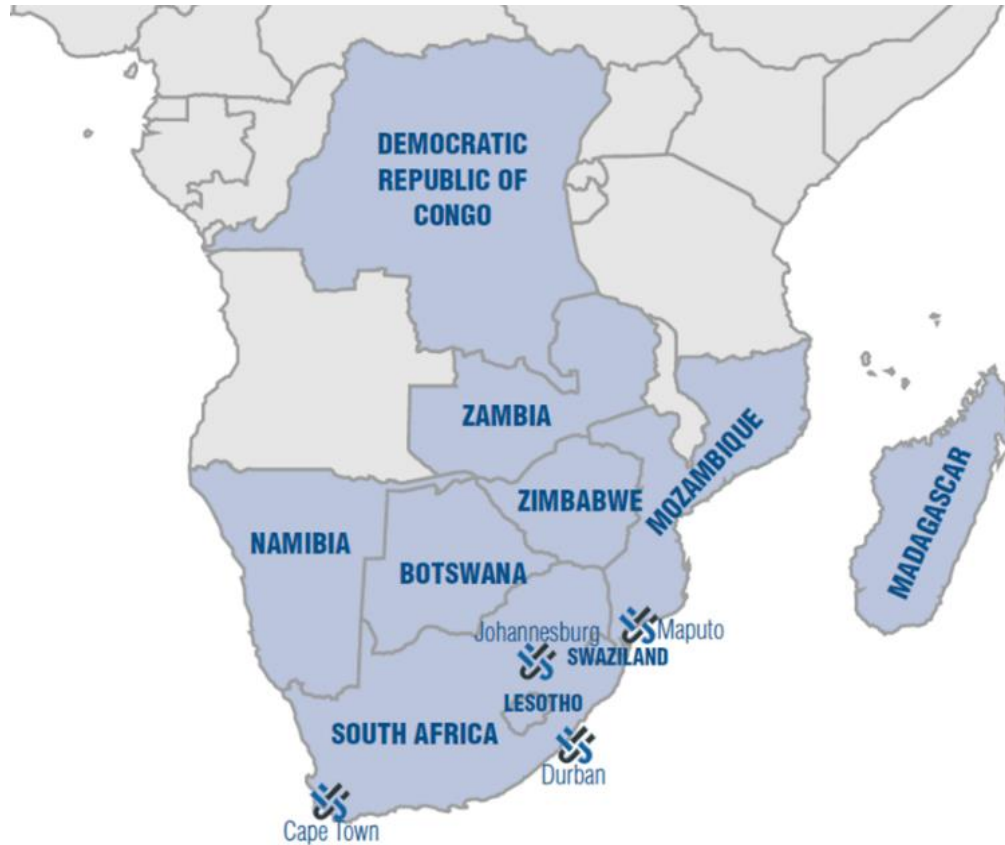 DEMOCRATIC
REPUBLIC OF
CONGO
ZAMBIA
ZIMBABWE
MOZAMBIQUE
MADAGASCAR
NAMIBIA
BOTSWANA
Johannesburg
Maputo
SWAZILAND
LESOTHO
SOUTH AFRICA
Durban
Cape Town